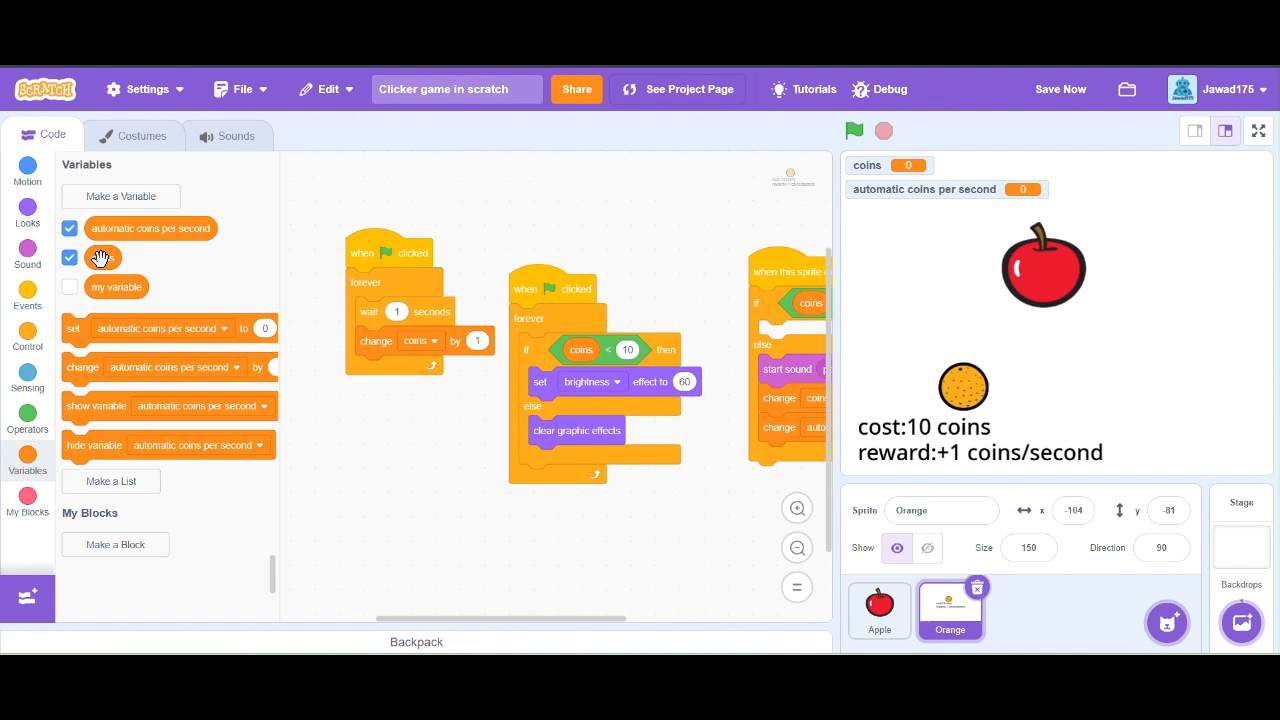 SCRATCH
Settings
File
Edit
Clicker game in scratch
Share
See Project Page
Tutorials
Debug
Save Now
Jawad175
Code
Costumes
Sounds
Motion
Looks
Sound
Events
Control
Sensing
Operators
Variables
My Blocks
Variables
Make a Variable
automatic coins per second
my variable
set automatic coins per second to 0
change automatic coins per second by
show variable automatic coins per second
hide variable automatic coins per second
Make a List
My Blocks
Make a Block
when clicked
forever
wait 1 seconds
change coins by 1
when clicked
forever
if coins < 10 then
set brightness effect to 60
else
clear graphic effects
when this sprite
if coins
else
start sound
change
change
coins 0
automatic coins per second 0
cost:10 coins
reward:+1 coins/second
Sprite Orange x -104 y -81
Show Size 150 Direction 90
Apple
Orange
Stage
Backdrops
Backpack